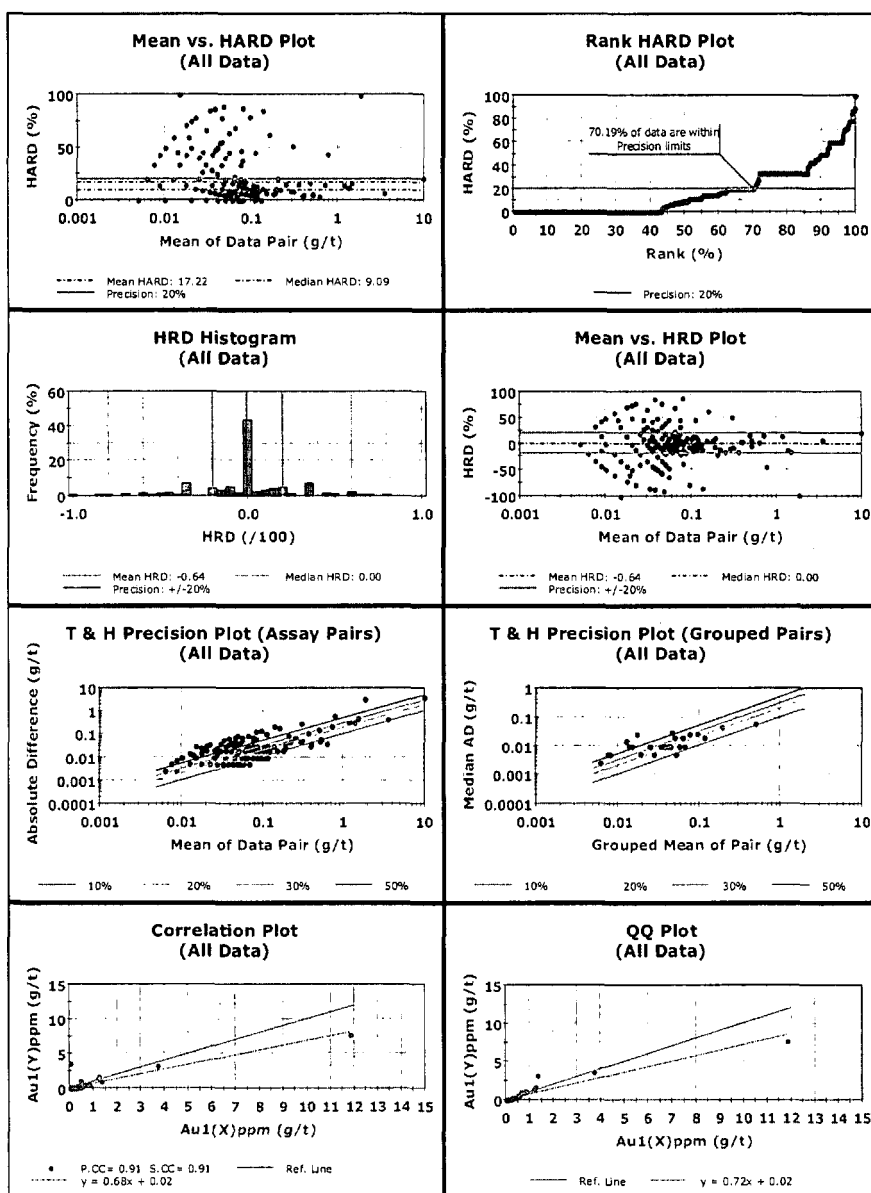 Mean vs. HARD Plot
(All Data)
HARD (%)
100
50
0
0.001 0.01 0.1 1 10
Mean of Data Pair (g/t)
Mean HARD: 17.22 Median HARD: 9.09
Precision: 20%
Rank HARD Plot
(All Data)
HARD (%)
100
80
60
40
20
0
70.19% of data are within
Precision limits
0 10 20 30 40 50 60 70 80 90 100
Rank (%)
Precision: 20%
HRD Histogram
(All Data)
Frequency (%)
60
40
20
0
-1.0 0.0 1.0
HRD (/100)
Mean HRD: -0.64 Median HRD: 0.00
Precision: +/-20%
Mean vs. HRD Plot
(All Data)
HRD (%)
100
50
0
-50
-100
0.001 0.01 0.1 1 10
Mean of Data Pair (g/t)
Mean HRD: -0.64 Median HRD: 0.00
Precision: +/-20%
T & H Precision Plot (Assay Pairs)
(All Data)
Absolute Difference (g/t)
10
1
0.1
0.01
0.001
0.0001
0.001 0.01 0.1 1 10
Mean of Data Pair (g/t)
10% 20% 30% 50%
T & H Precision Plot (Grouped Pairs)
(All Data)
Median AD (g/t)
1
0.1
0.01
0.001
0.0001
0.001 0.01 0.1 1 10
Grouped Mean of Pair (g/t)
10% 20% 30% 50%
Correlation Plot
(All Data)
Au1(Y)ppm (g/t)
15
10
5
0
0 1 2 3 4 5 6 7 8 9 10 11 12 13 14 15
Au1(X)ppm (g/t)
P.CC= 0.91 S.CC= 0.91 Ref. Line
y = 0.68x + 0.02
QQ Plot
(All Data)
Au1(Y)ppm (g/t)
15
10
5
0
0 1 2 3 4 5 6 7 8 9 10 11 12 13 14 15
Au1(X)ppm (g/t)
Ref. Line y = 0.72x + 0.02